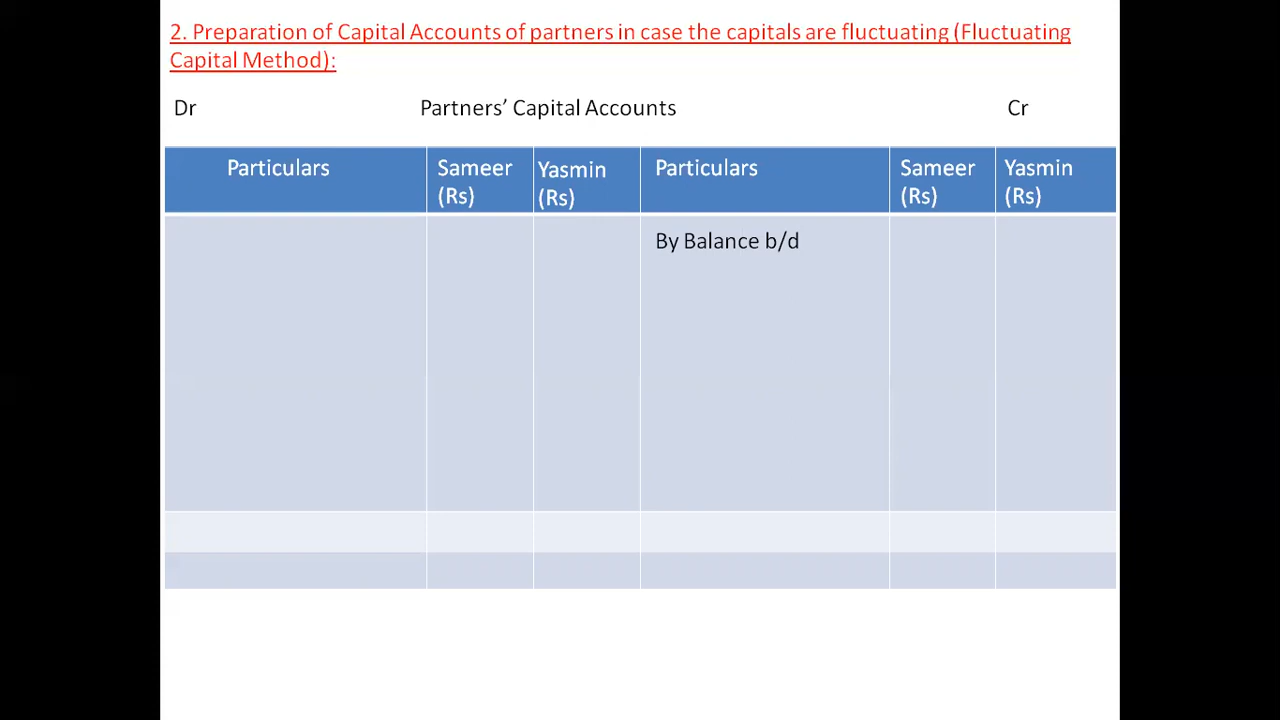 2. Preparation of Capital Accounts of partners in case the capitals are fluctuating (Fluctuating
Capital Method):
Dr Partners’ Capital Accounts Cr
Particulars Sameer (Rs) Yasmin (Rs) Particulars Sameer (Rs) Yasmin (Rs)
By Balance b/d